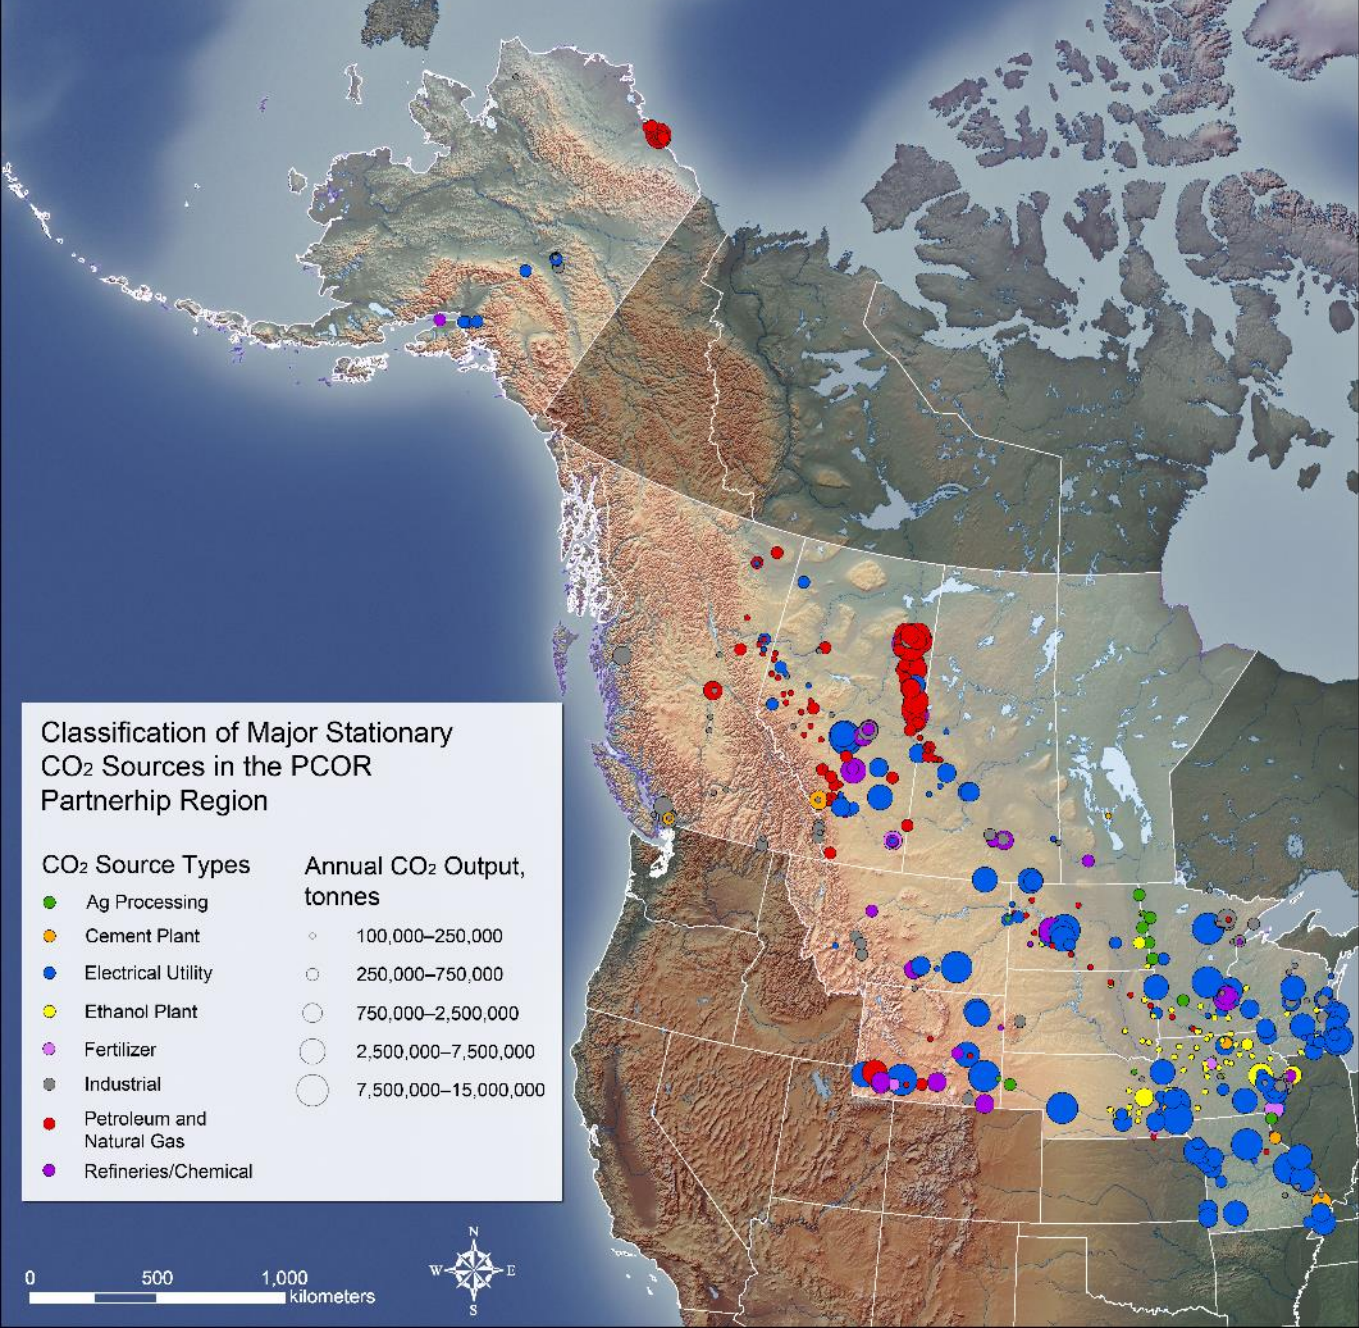 Classification of Major Stationary
CO2 Sources in the PCOR
Partnerhip Region
CO2 Source Types
Ag Processing
Cement Plant
Electrical Utility
Ethanol Plant
Fertilizer
Industrial
Petroleum and
Natural Gas
Refineries/Chemical
Annual CO2 Output,
tonnes
100,000–250,000
250,000–750,000
750,000–2,500,000
2,500,000–7,500,000
7,500,000–15,000,000
0 500 1,000
kilometers
N
W E
S